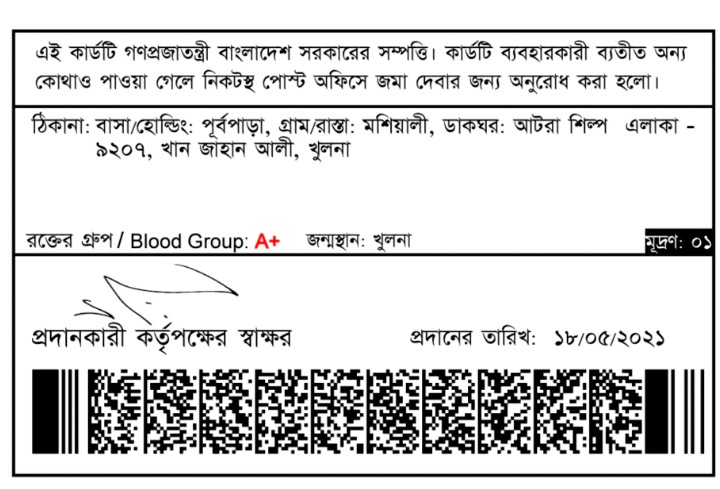 এই কার্ডটি গণপ্রজাতন্ত্রী বাংলাদেশ সরকারের সম্পত্তি। কার্ডটি ব্যবহারকারী ব্যতীত অন্য
কোথাও পাওয়া গেলে নিকটস্থ পোস্ট অফিসে জমা দেবার জন্য অনুরোধ করা হলো।
ঠিকানা: বাসা/হোল্ডিং: পূর্বপাড়া, গ্রাম/রাস্তা: মশিয়ালী, ডাকঘর: আটরা শিল্প এলাকা -
৯২০৭, খান জাহান আলী, খুলনা
রক্তের গ্রুপ / Blood Group: A+ জন্মস্থান: খুলনা মূদ্রণ: ০১
প্রদানকারী কর্তৃপক্ষের স্বাক্ষর প্রদানের তারিখ: ১৮/০৫/২০২১